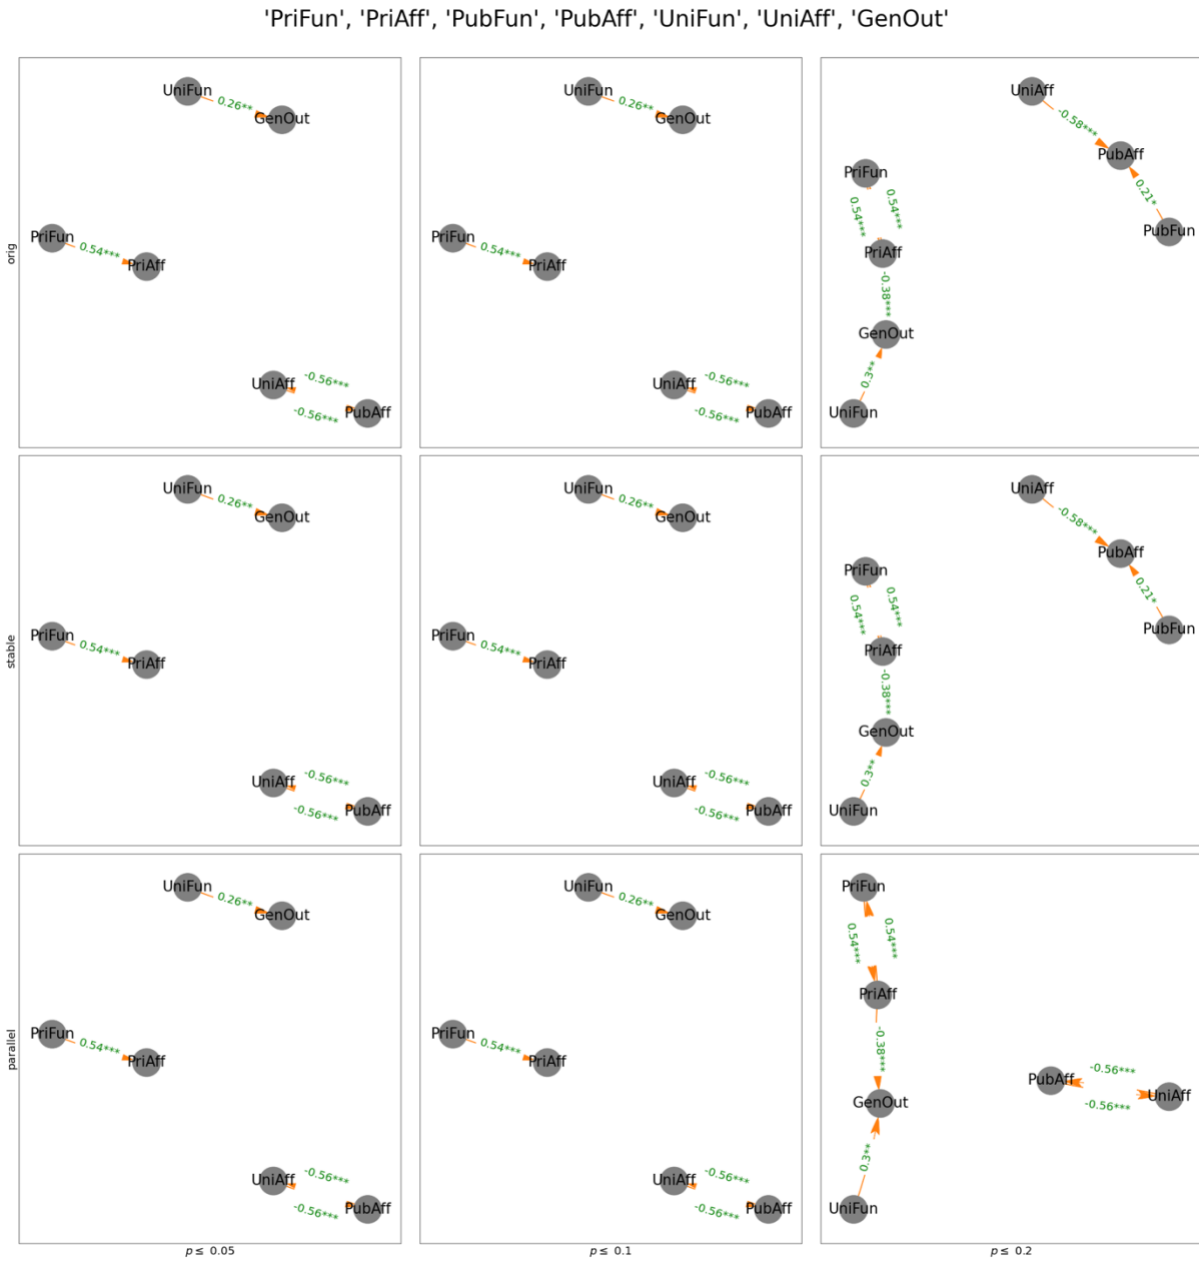 'PriFun', 'PriAff', 'PubFun', 'PubAff', 'UniFun', 'UniAff', 'GenOut'
orig
UniFun
0.26**
GenOut
PriFun
0.54***
PriAff
UniAff
-0.56***
-0.56***
PubAff
UniFun
0.26**
GenOut
PriFun
0.54***
PriAff
UniAff
-0.56***
-0.56***
PubAff
UniAff
-0.58***
PubAff
0.21*
PubFun
PriFun
0.54***
0.54***
PriAff
-0.38***
GenOut
0.3**
UniFun
stable
UniFun
0.26**
GenOut
PriFun
0.54***
PriAff
UniAff
-0.56***
-0.56***
PubAff
UniFun
0.26**
GenOut
PriFun
0.54***
PriAff
UniAff
-0.56***
-0.56***
PubAff
UniAff
-0.58***
PubAff
0.21*
PubFun
PriFun
0.54***
0.54***
PriAff
-0.38***
GenOut
0.3**
UniFun
parallel
UniFun
0.26**
GenOut
PriFun
0.54***
PriAff
UniAff
-0.56***
-0.56***
PubAff
UniFun
0.26**
GenOut
PriFun
0.54***
PriAff
UniAff
-0.56***
-0.56***
PubAff
PriFun
0.54***
0.54***
PriAff
-0.38***
GenOut
0.3**
UniFun
PubAff
-0.56***
-0.56***
UniAff
p ≤ 0.05
p ≤ 0.1
p ≤ 0.2